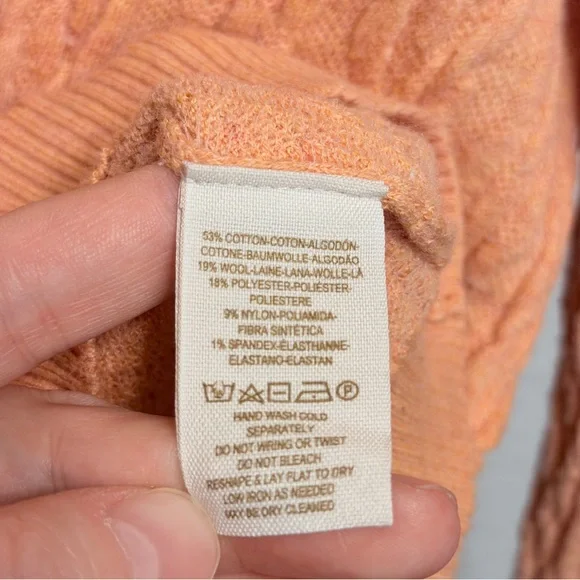 53% COTTON-COTON-ALGODÓN-
COTONE-BAUMWOLLE-ALGODÃO
19% WOOL-LAINE-LANA-WOLLE-LÃ
18% POLYESTER-POLIÉSTER-
POLIESTERE
9% NYLON-POLIAMIDA-
FIBRA SINTÉTICA
1% SPANDEX-ÉLASTHANNE-
ELASTANO-ELASTAN
P
HAND WASH COLD
SEPARATELY
DO NOT WRING OR TWIST
DO NOT BLEACH
RESHAPE & LAY FLAT TO DRY
LOW IRON AS NEEDED
MAY BE DRY CLEANED